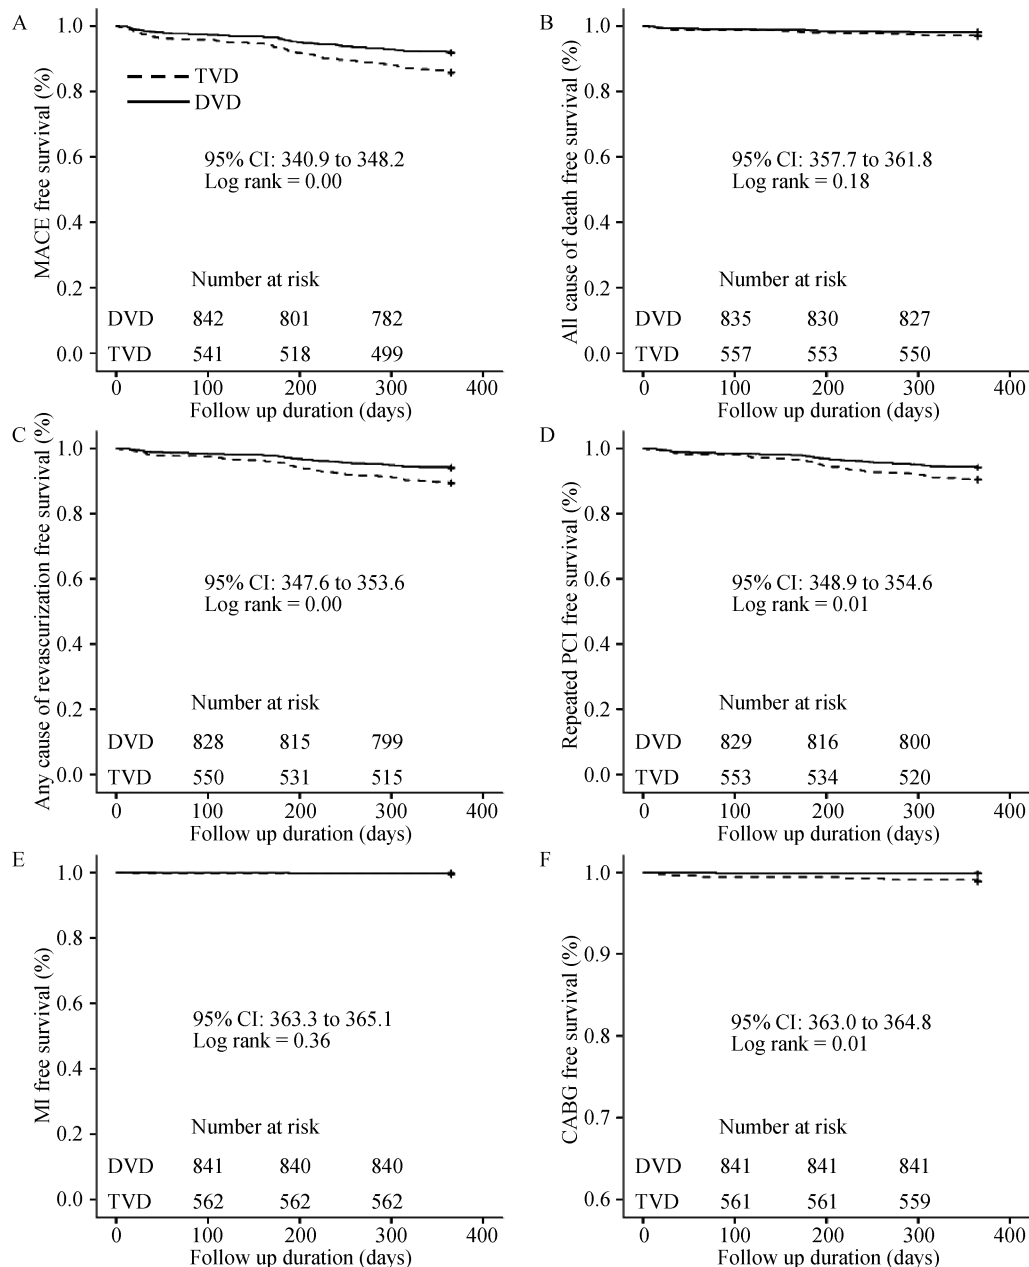 A
MACE free survival (%)
1.0
0.8
0.6
0.4
0.2
0.0
TVD
DVD
95% CI: 340.9 to 348.2
Log rank = 0.00
Number at risk
DVD 842 801 782
TVD 541 518 499
0 100 200 300 400
Follow up duration (days)
B
All cause of death free survival (%)
1.0
0.8
0.6
0.4
0.2
0.0
95% CI: 357.7 to 361.8
Log rank = 0.18
Number at risk
DVD 835 830 827
TVD 557 553 550
0 100 200 300 400
Follow up duration (days)
C
Any cause of revascurization free survival (%)
1.0
0.8
0.6
0.4
0.2
0.0
95% CI: 347.6 to 353.6
Log rank = 0.00
Number at risk
DVD 828 815 799
TVD 550 531 515
0 100 200 300 400
Follow up duration (days)
D
Repeated PCI free survival (%)
1.0
0.8
0.6
0.4
0.2
0.0
95% CI: 348.9 to 354.6
Log rank = 0.01
Number at risk
DVD 829 816 800
TVD 553 534 520
0 100 200 300 400
Follow up duration (days)
E
MI free survival (%)
1.0
0.8
0.6
0.4
0.2
0.0
95% CI: 363.3 to 365.1
Log rank = 0.36
Number at risk
DVD 841 840 840
TVD 562 562 562
0 100 200 300 400
Follow up duration (days)
F
CABG free survival (%)
1.0
0.9
0.8
0.7
0.6
95% CI: 363.0 to 364.8
Log rank = 0.01
Number at risk
DVD 841 841 841
TVD 561 561 559
0 100 200 300 400
Follow up duration (days)